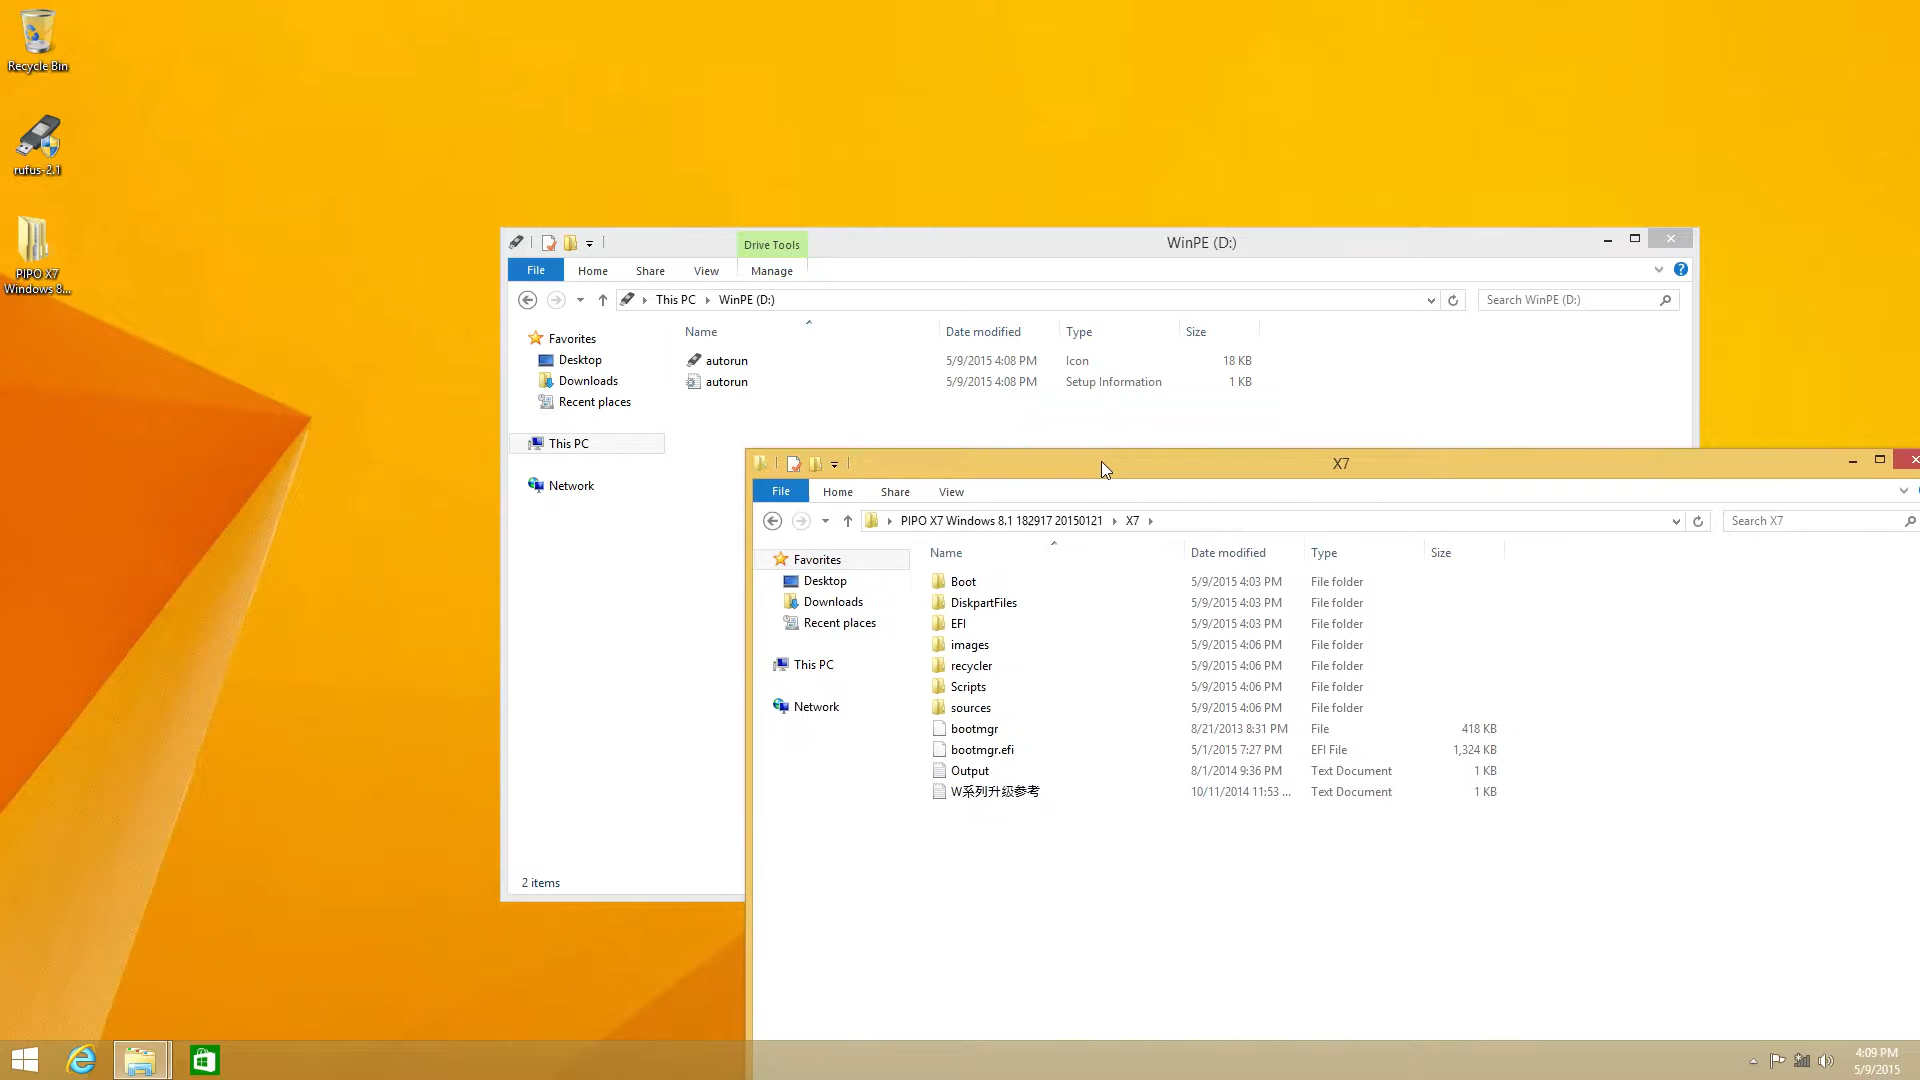 Recycle Bin
rufus-2.1
PIPO X7
Windows 8...
Drive Tools
WinPE (D:)
File
Home
Share
View
Manage
This PC
WinPE (D:)
Search WinPE (D:)
Name
Date modified
Type
Size
Favorites
Desktop
Downloads
Recent places
This PC
Network
autorun
5/9/2015 4:08 PM
Icon
18 KB
autorun
5/9/2015 4:08 PM
Setup Information
1 KB
2 items
X7
File
Home
Share
View
PIPO X7 Windows 8.1 182917 20150121
X7
Search X7
Name
Date modified
Type
Size
Favorites
Desktop
Downloads
Recent places
This PC
Network
Boot 5/9/2015 4:03 PM File folder
DiskpartFiles 5/9/2015 4:03 PM File folder
EFI 5/9/2015 4:03 PM File folder
images 5/9/2015 4:06 PM File folder
recycler 5/9/2015 4:06 PM File folder
Scripts 5/9/2015 4:06 PM File folder
sources 5/9/2015 4:06 PM File folder
bootmgr 8/21/2013 8:31 PM File 418 KB
bootmgr.efi 5/1/2015 7:27 PM EFI File 1,324 KB
Output 8/1/2014 9:36 PM Text Document 1 KB
W系列升级参考 10/11/2014 11:53 ... Text Document 1 KB
4:09 PM
5/9/2015